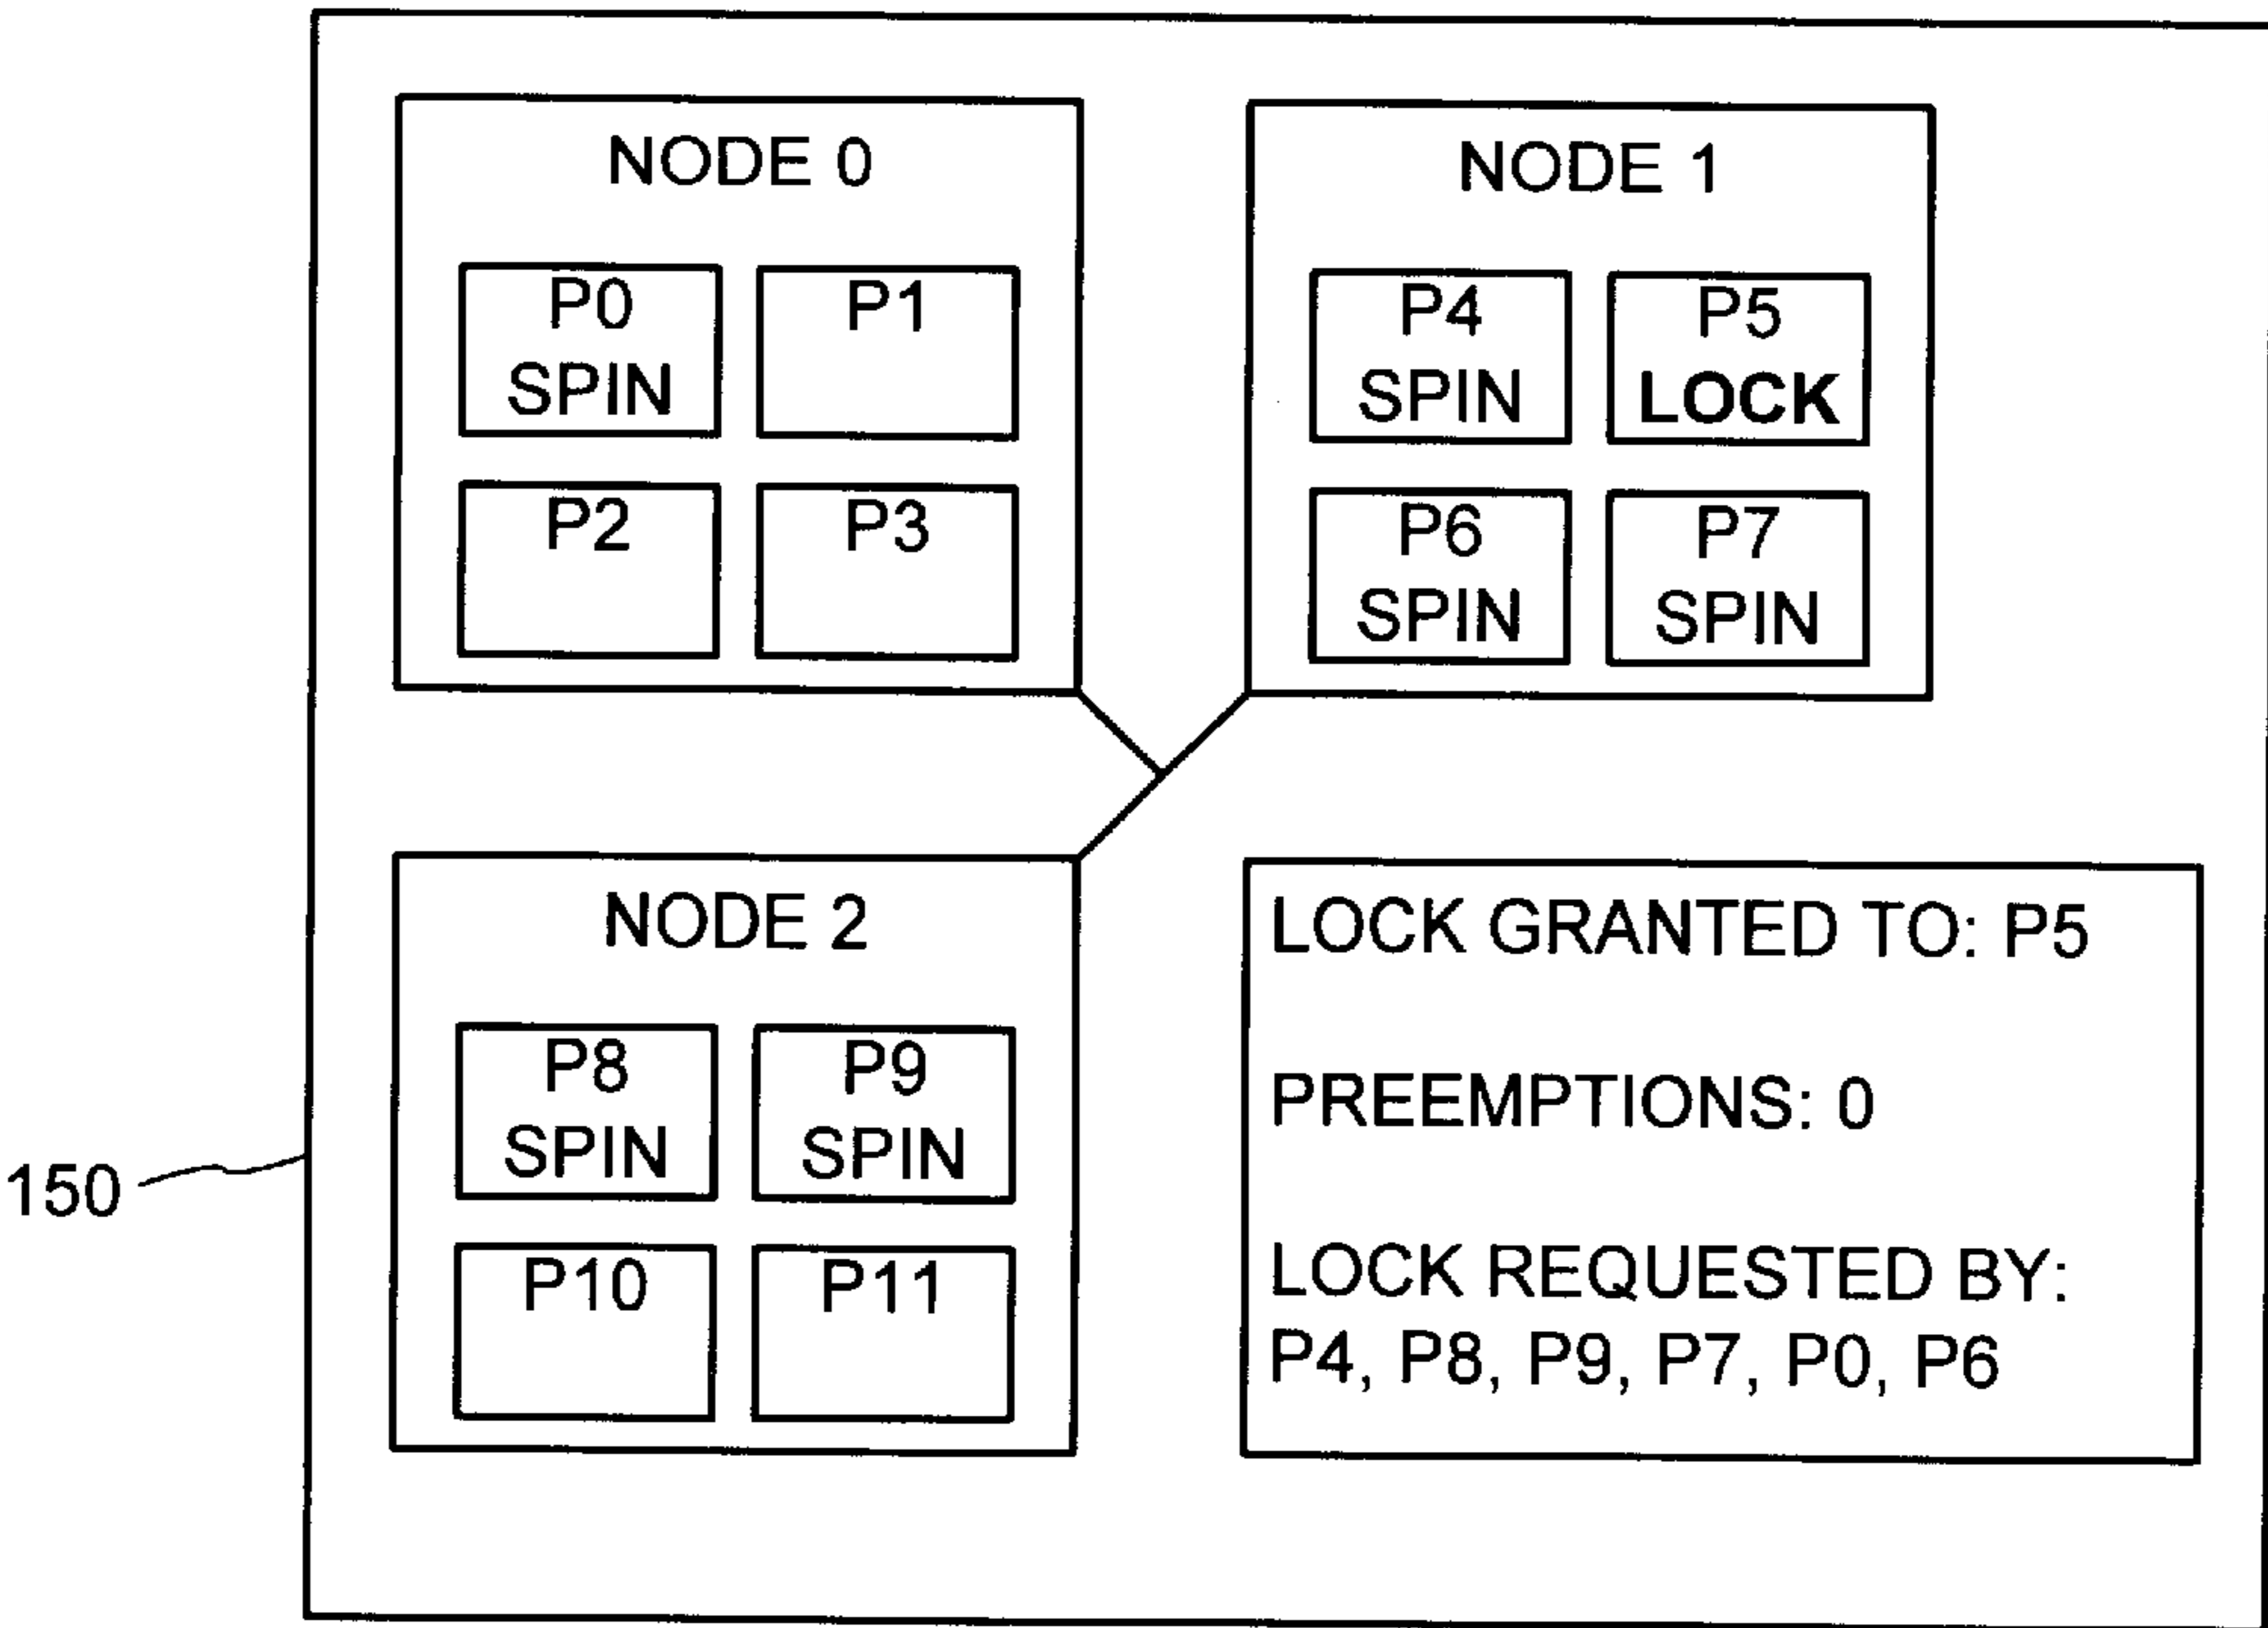 NODE 0
P0
SPIN
P1
P2
P3
NODE 1
P4
SPIN
P5
LOCK
P6
SPIN
P7
SPIN
NODE 2
P8
SPIN
P9
SPIN
P10
P11
LOCK GRANTED TO: P5
PREEMPTIONS: 0
LOCK REQUESTED BY:
P4, P8, P9, P7, P0, P6
150